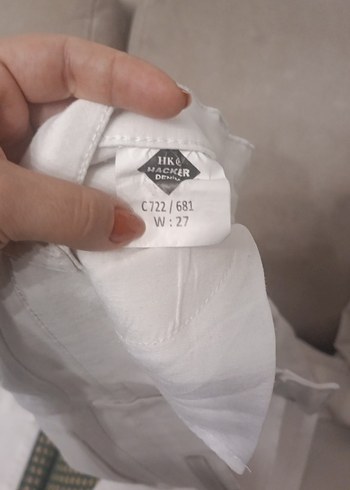 HK
HACKER
DENIM
C722 / 681
W : 27